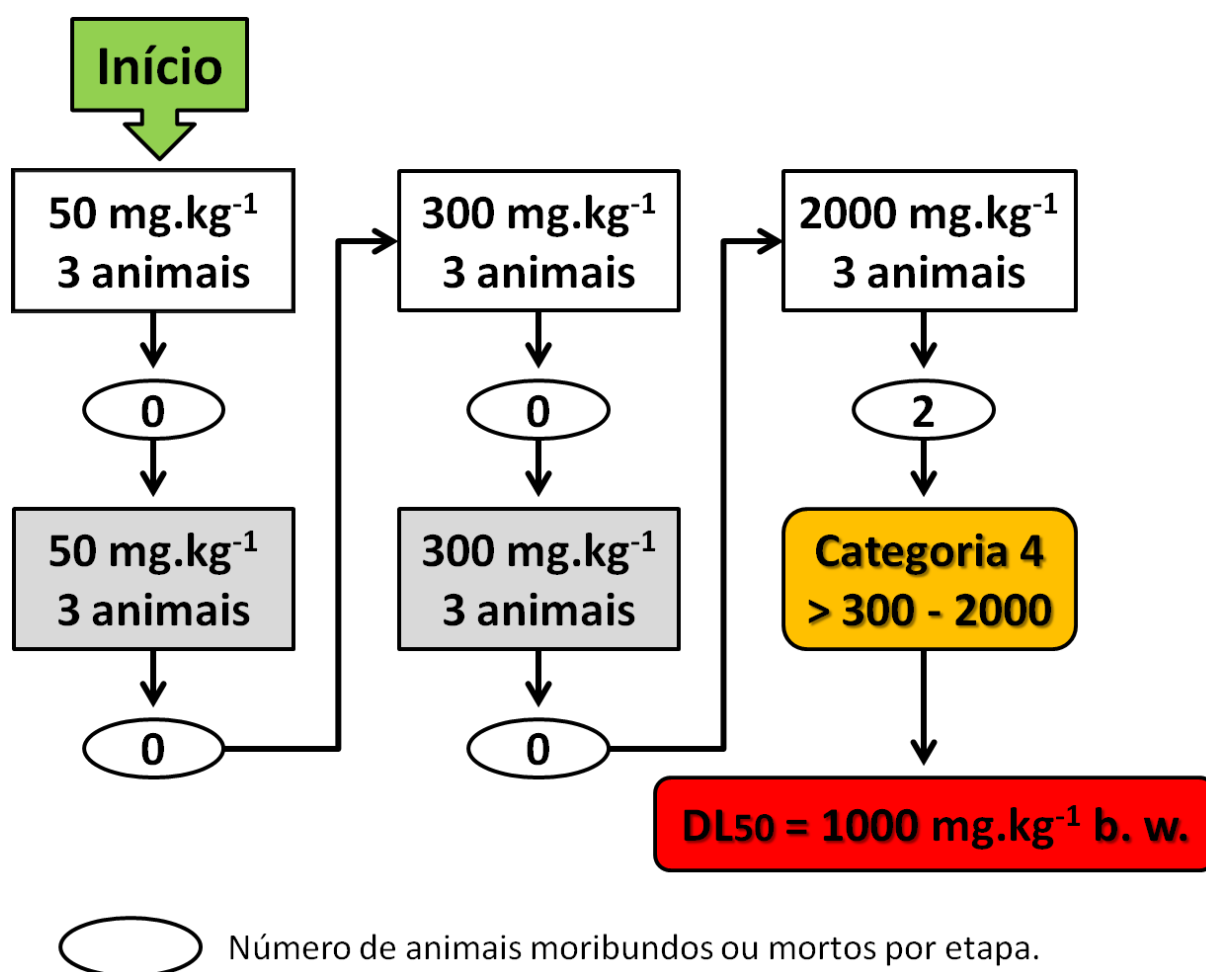 Início
50 mg.kg⁻¹
3 animais
0
50 mg.kg⁻¹
3 animais
0
300 mg.kg⁻¹
3 animais
0
300 mg.kg⁻¹
3 animais
0
2000 mg.kg⁻¹
3 animais
2
Categoria 4
> 300 - 2000
DL50 = 1000 mg.kg⁻¹ b. w.
Número de animais moribundos ou mortos por etapa.